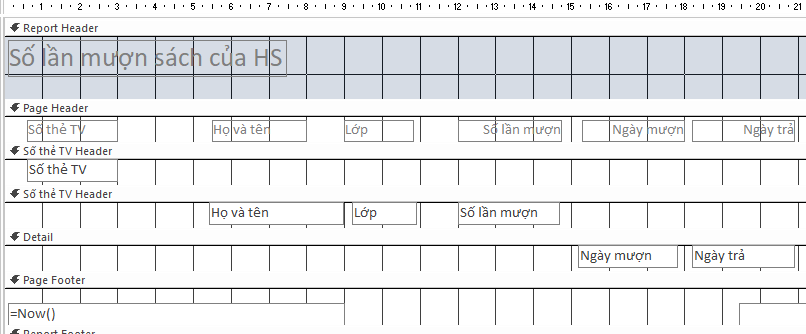 1 2 3 4 5 6 7 8 9 10 11 12 13 14 15 16 17 18 19 20 21
Report Header
Số lần mượn sách của HS
Page Header
Số thẻ TV Họ và tên Lớp Số lần mượn Ngày mượn Ngày trả
Số thẻ TV Header
Số thẻ TV
Số thẻ TV Header
Họ và tên Lớp Số lần mượn
Detail
Ngày mượn Ngày trả
Page Footer
=Now()
Report Footer